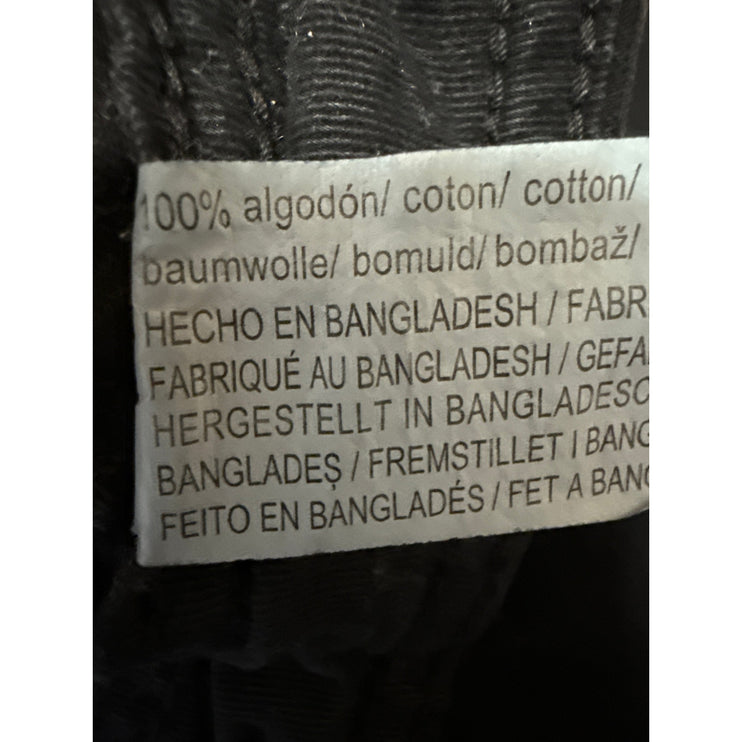 100% algodón/ coton/ cotton/
baumwolle/ bomuld/ bombaž/
HECHO EN BANGLADESH / FABR
FABRIQUÉ AU BANGLADESH / GEFA
HERGESTELLT IN BANGLADESC
BANGLADEȘ / FREMSTILLET I BANG
FEITO EN BANGLADÉS / FET A BANG